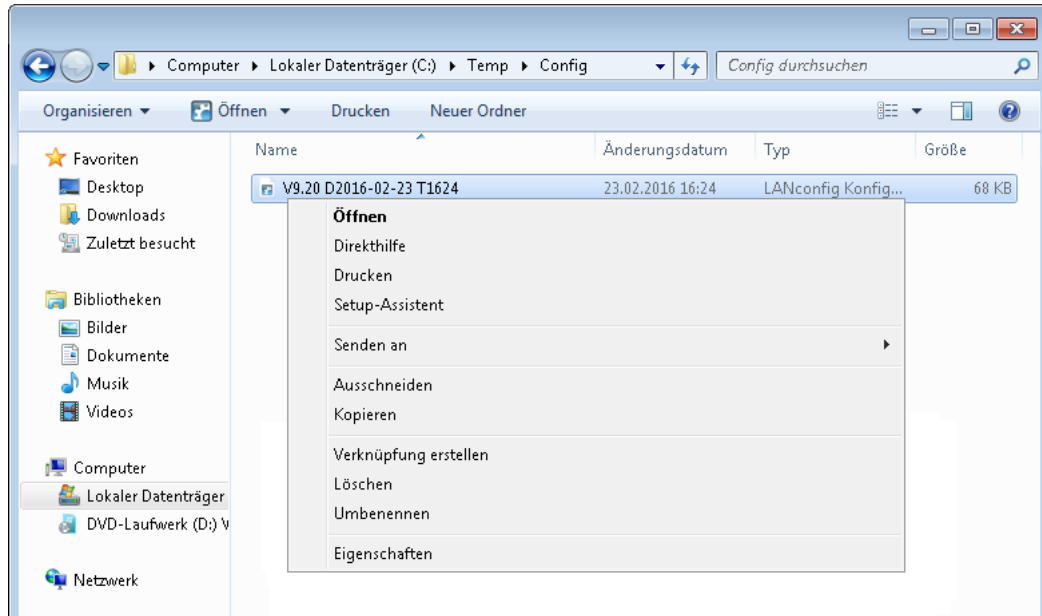 Computer Lokaler Datenträger (C:) Temp Config Config durchsuchen
Organisieren Öffnen Drucken Neuer Ordner
Favoriten
Desktop
Downloads
Zuletzt besucht
Bibliotheken
Bilder
Dokumente
Musik
Videos
Computer
Lokaler Datenträger
DVD-Laufwerk (D:) V
Netzwerk
Name Änderungsdatum Typ Größe
V9.20 D2016-02-23 T1624 23.02.2016 16:24 LANconfig Konfig... 68 KB
Öffnen
Direkthilfe
Drucken
Setup-Assistent
Senden an
Ausschneiden
Kopieren
Verknüpfung erstellen
Löschen
Umbenennen
Eigenschaften